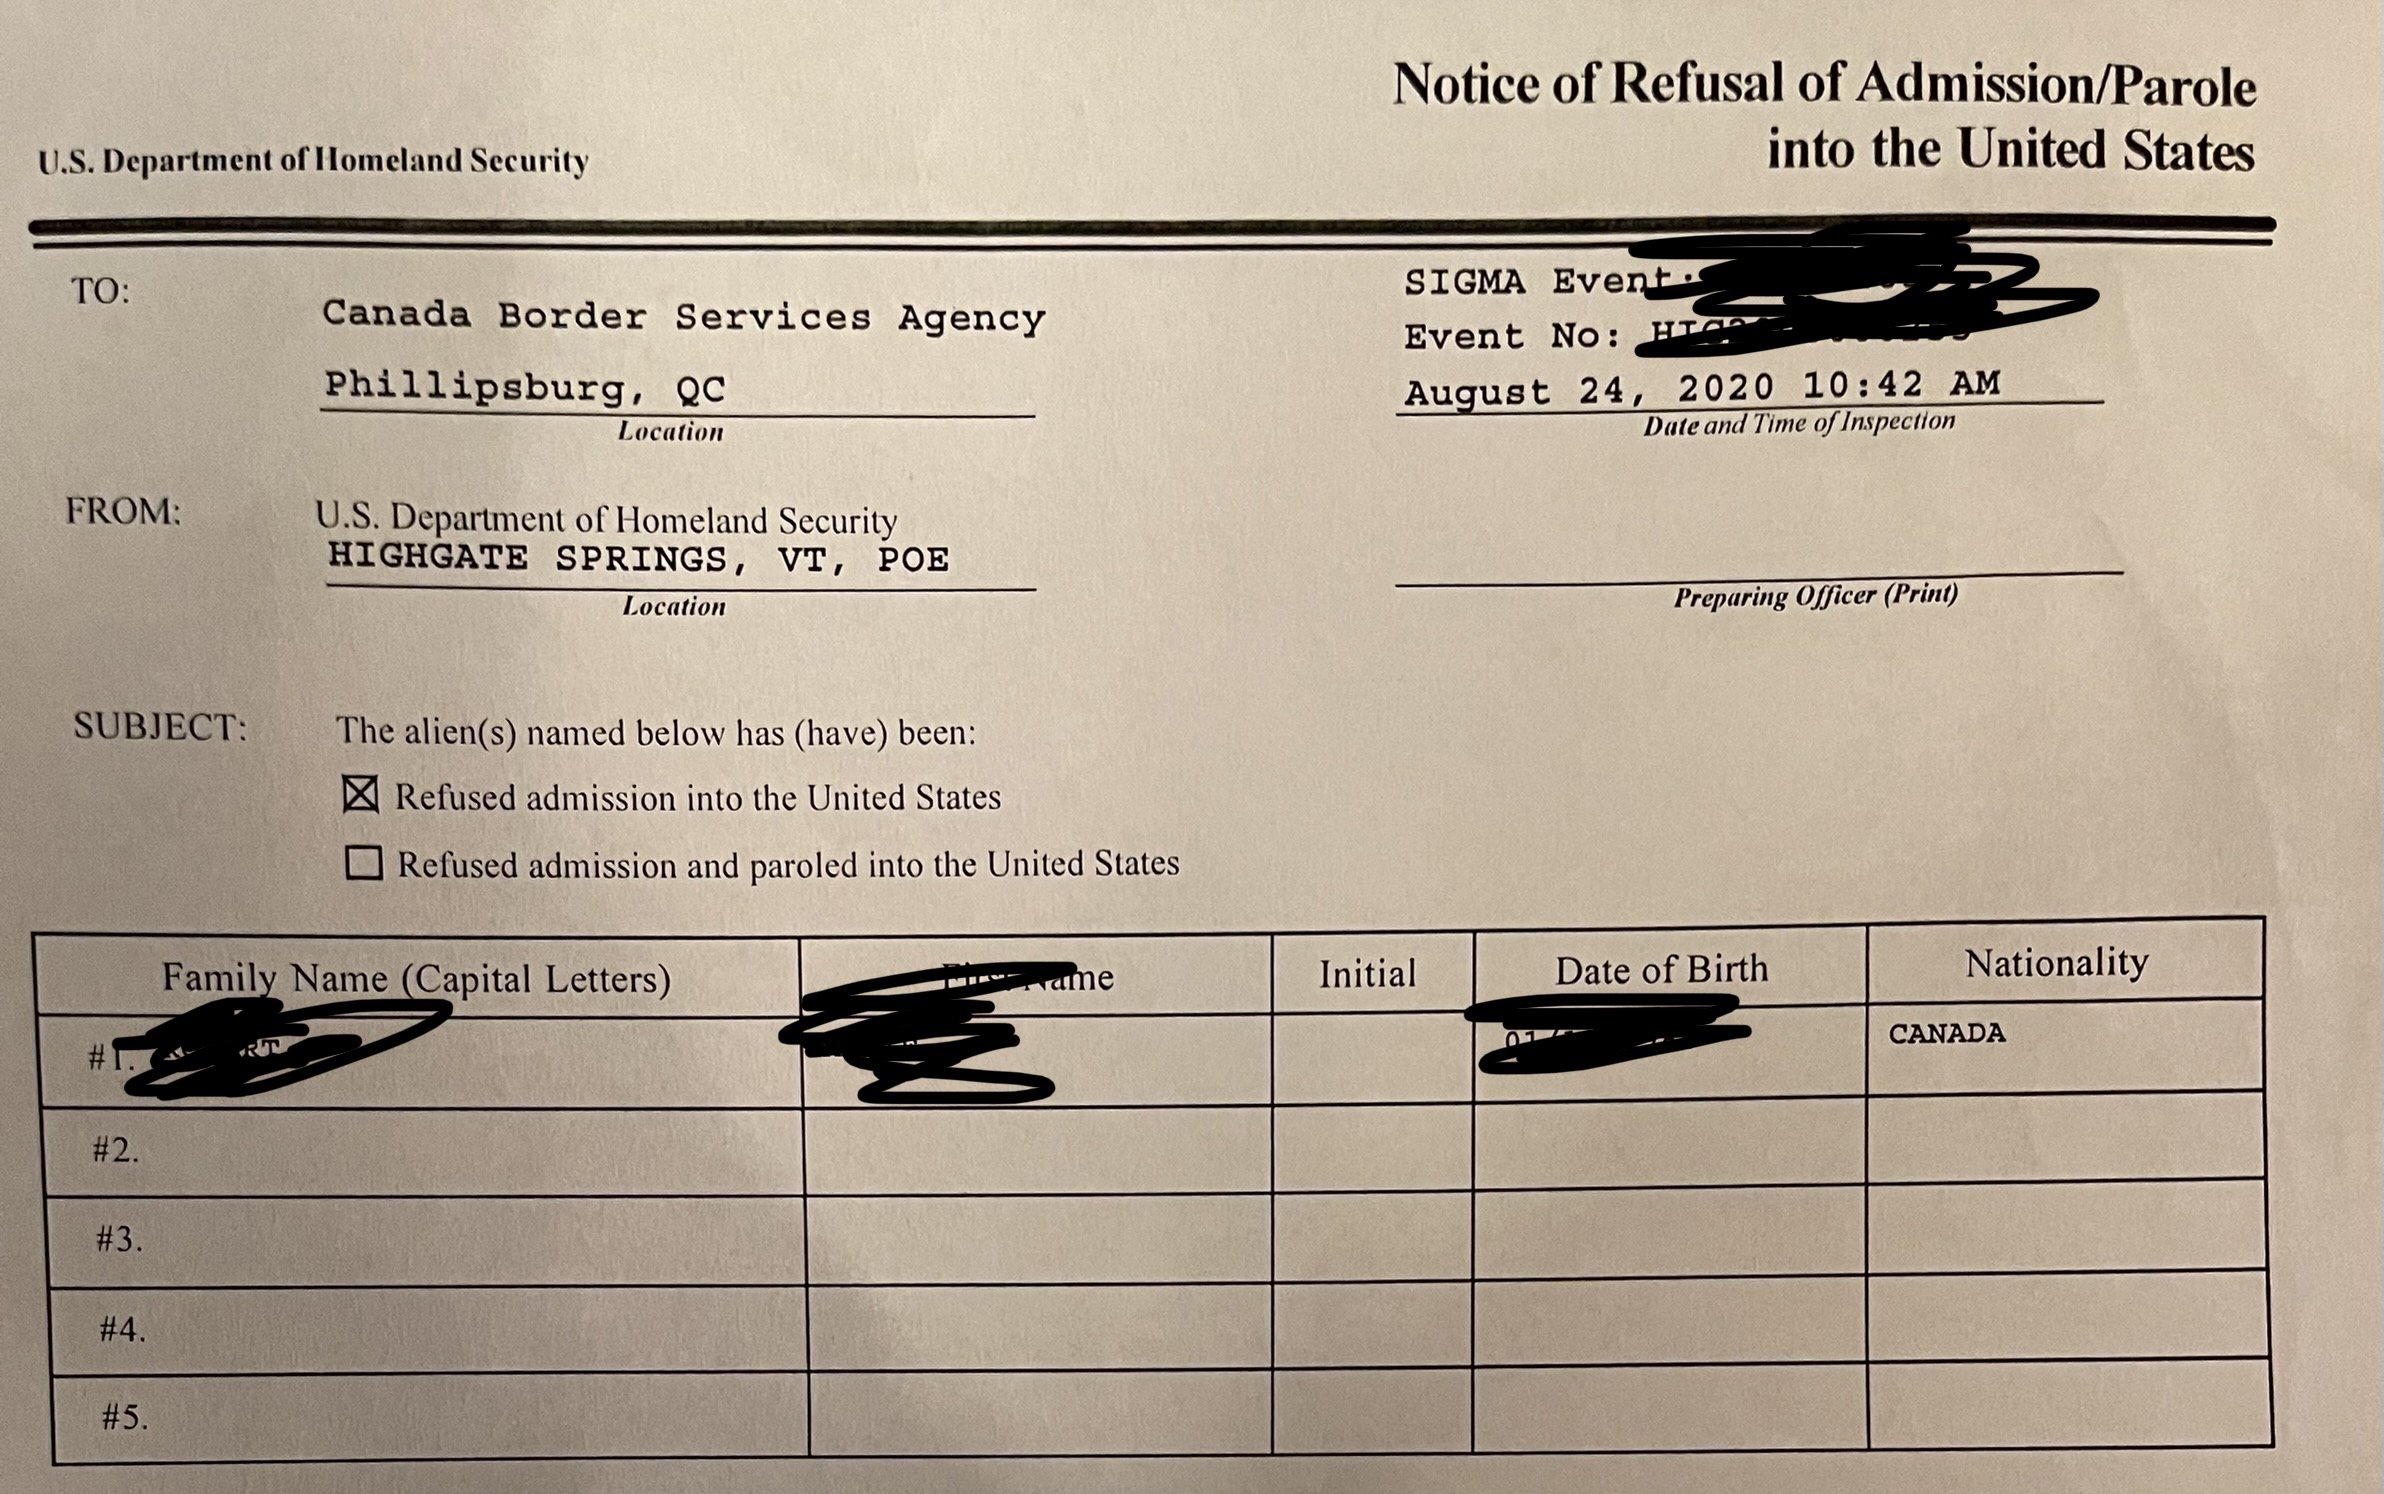 Notice of Refusal of Admission/Parole
into the United States
U.S. Department of Homeland Security
TO:
Canada Border Services Agency
Phillipsburg, QC
Location
SIGMA Event:
Event No:
August 24, 2020 10:42 AM
Date and Time of Inspection
FROM:
U.S. Department of Homeland Security
HIGHGATE SPRINGS, VT, POE
Location
Preparing Officer (Print)
SUBJECT:
The alien(s) named below has (have) been:
Refused admission into the United States
Refused admission and paroled into the United States
Family Name (Capital Letters) First Name Initial Date of Birth Nationality
#1. CANADA
#2.
#3.
#4.
#5.